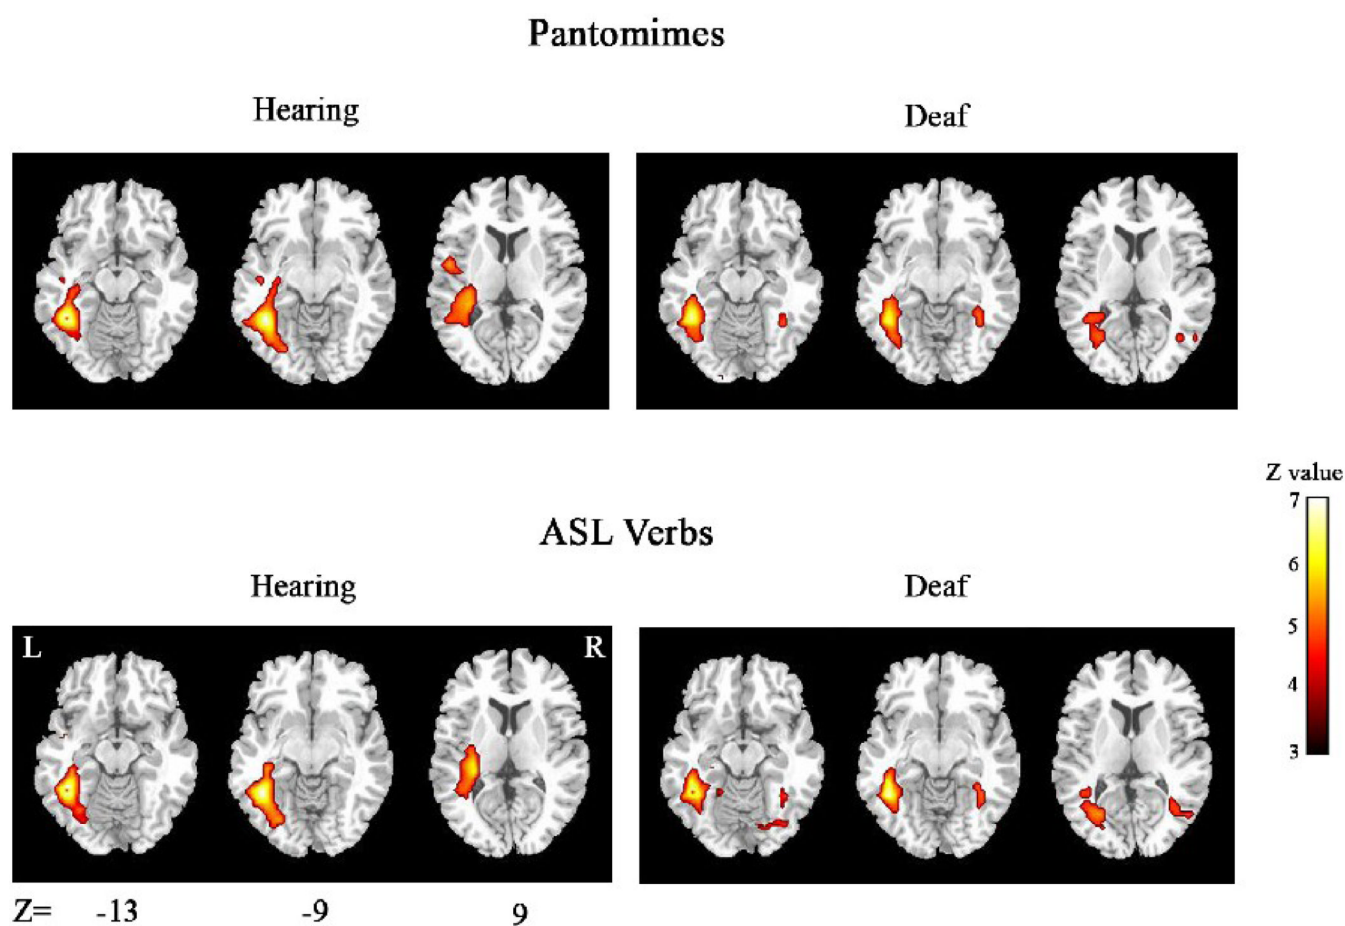 Pantomimes
Hearing
Deaf
Z value
7
6
5
4
3
ASL Verbs
Hearing
Deaf
L
R
Z= -13 -9 9